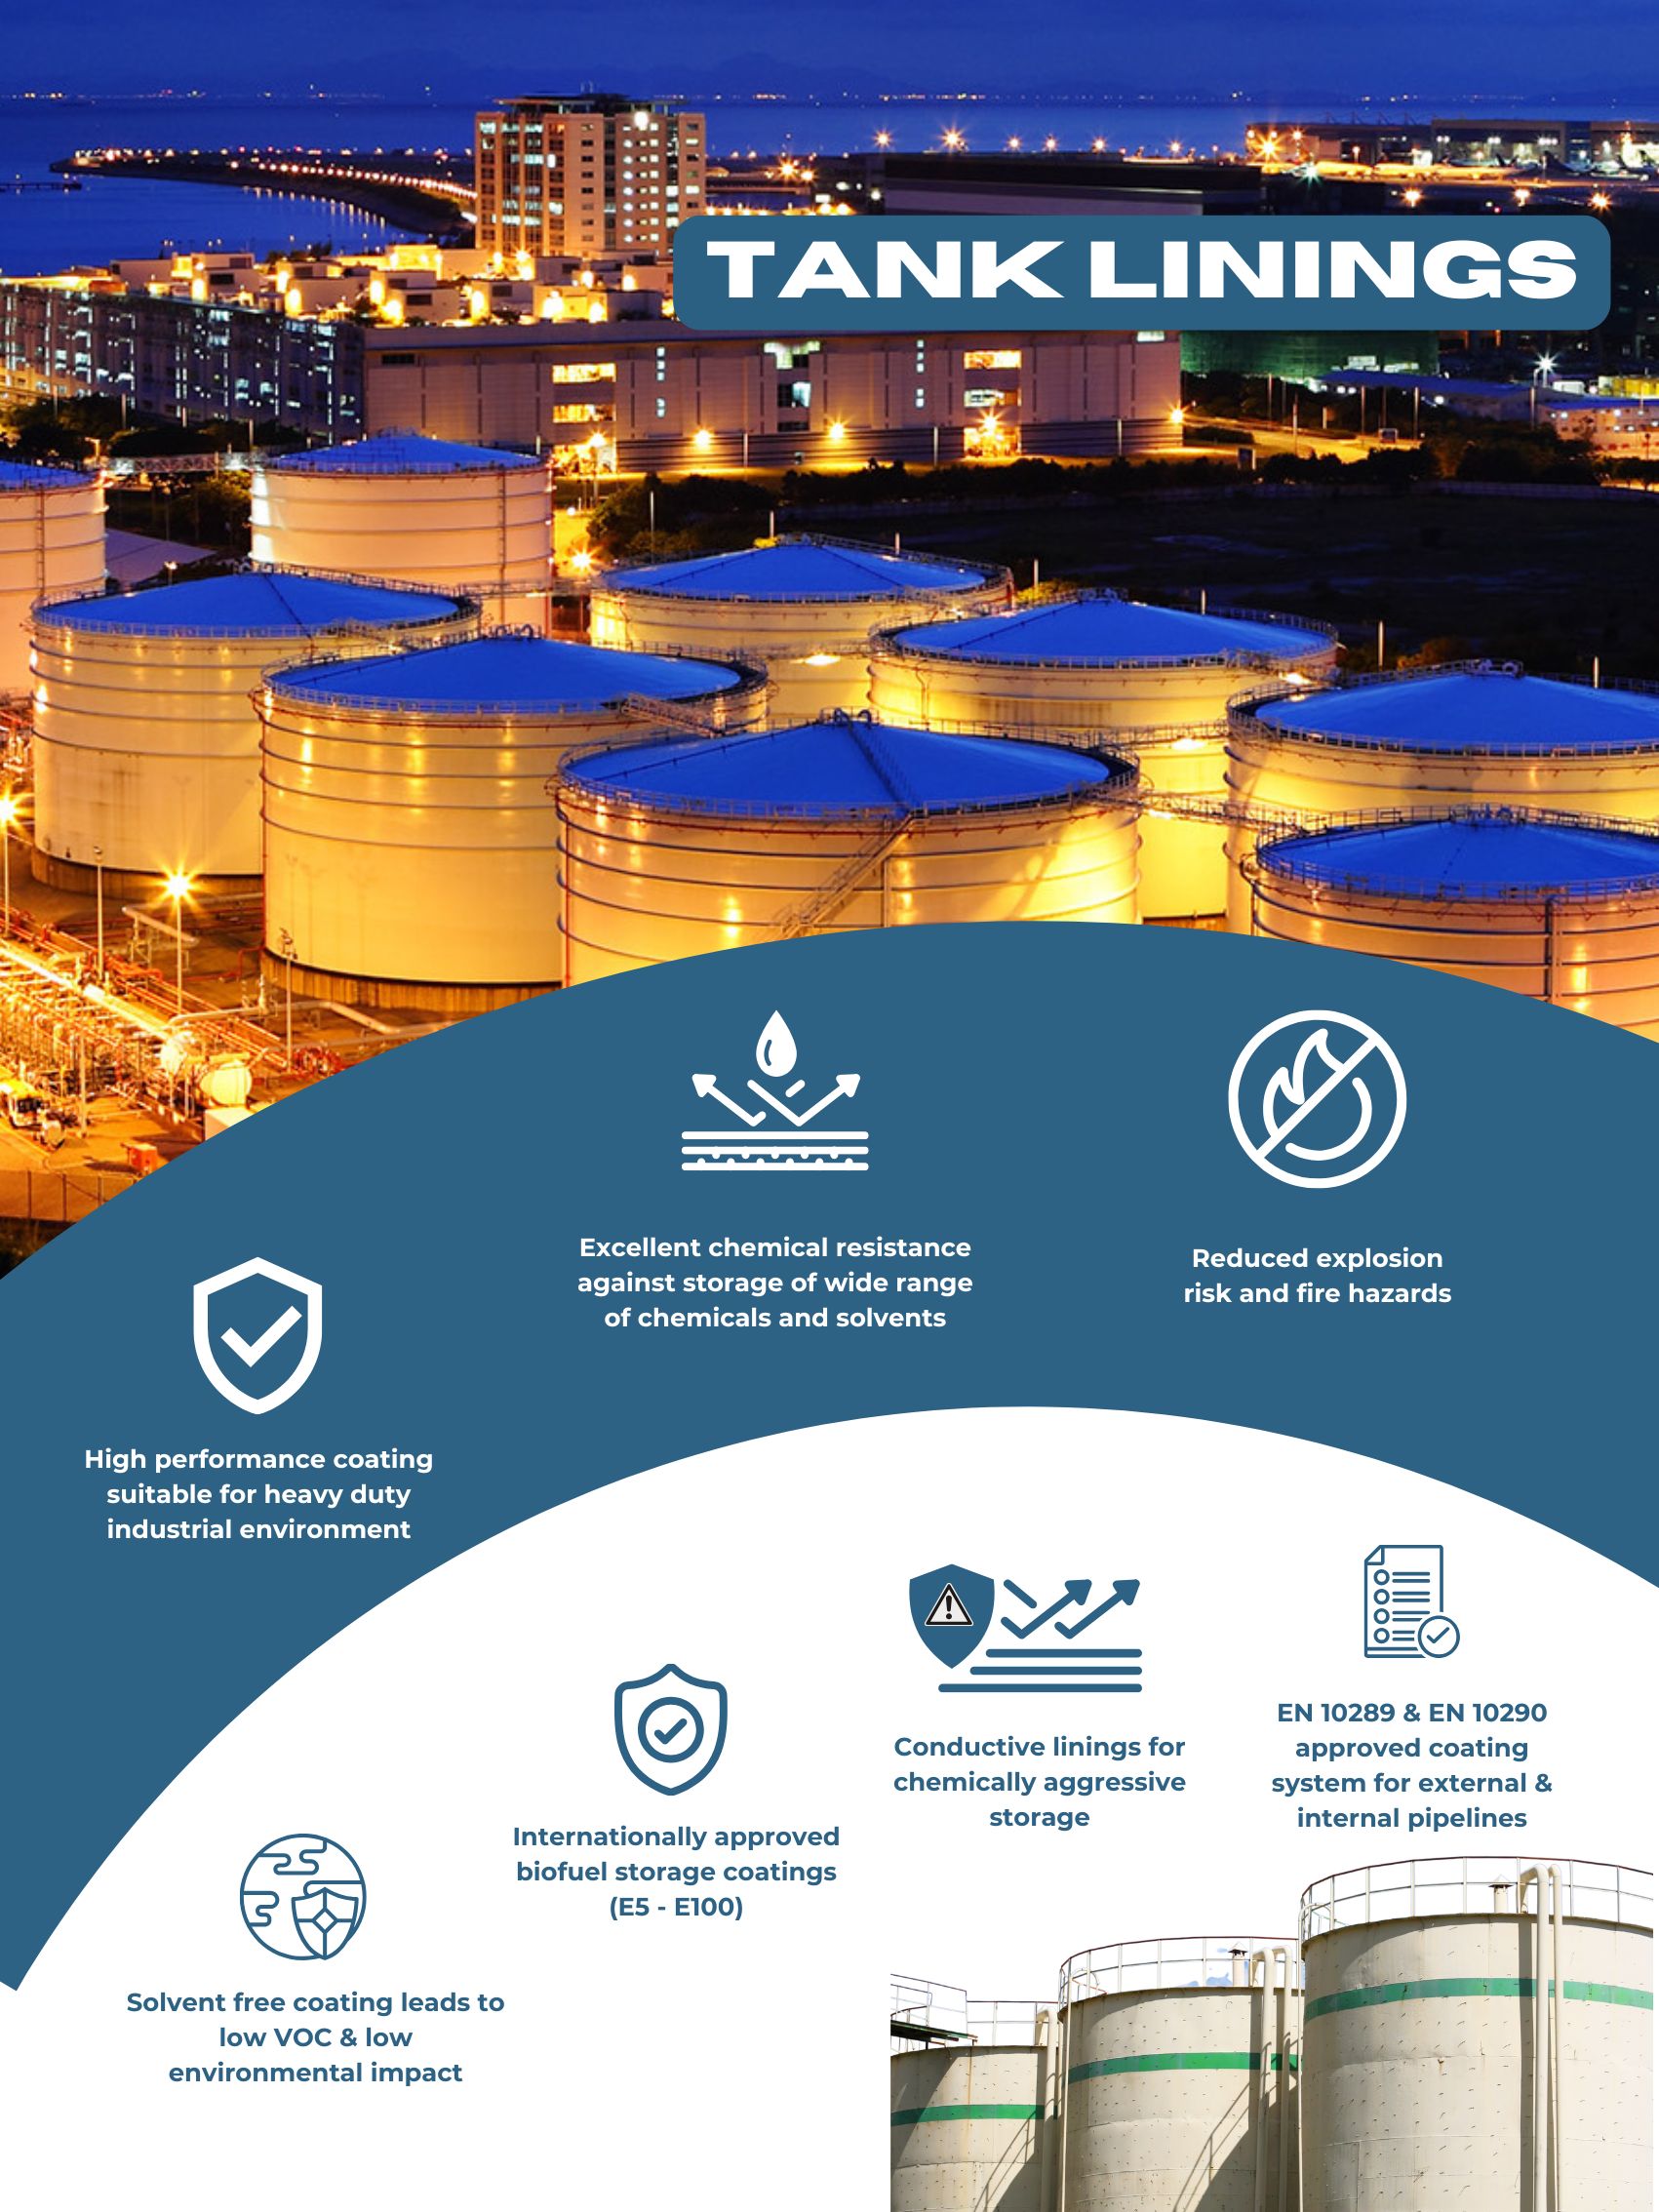 TANK LININGS
Excellent chemical resistance
against storage of wide range
of chemicals and solvents
Reduced explosion
risk and fire hazards
High performance coating
suitable for heavy duty
industrial environment
EN 10289 & EN 10290
approved coating
system for external &
internal pipelines
Conductive linings for
chemically aggressive
storage
Internationally approved
biofuel storage coatings
(E5 - E100)
Solvent free coating leads to
low VOC & low
environmental impact